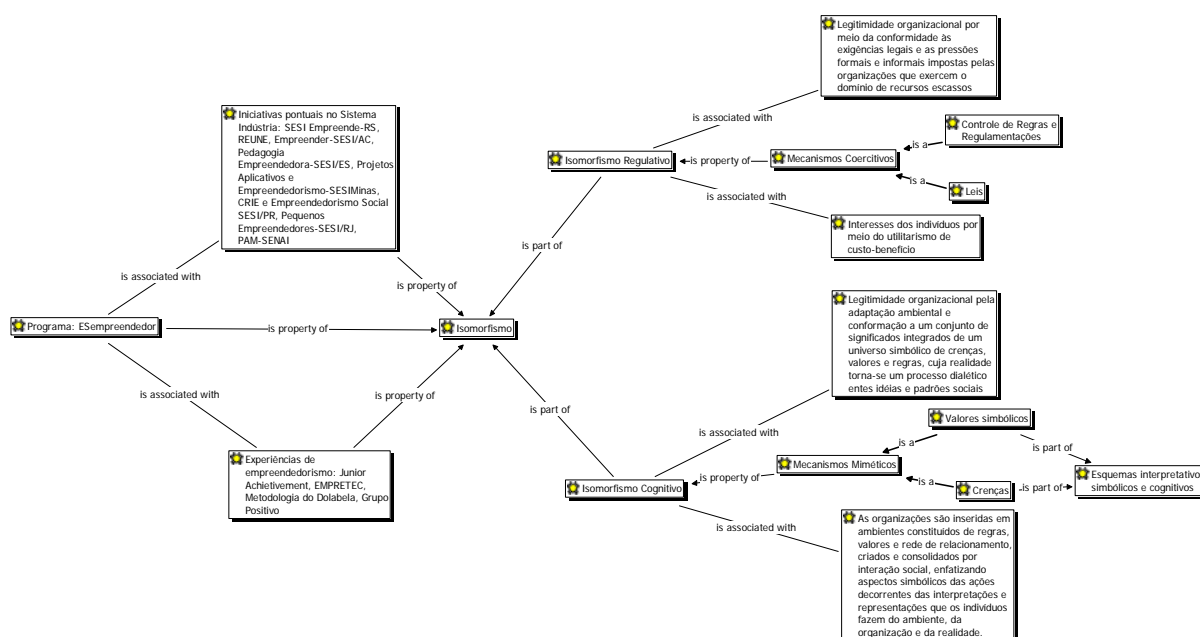 Legitimidade organizacional por
meio da conformidade às
exigências legais e as pressões
formais e informais impostas pelas
organizações que exercem o
domínio de recursos escassos
Iniciativas pontuais no Sistema
Indústria: SESI Empreende-RS,
REUNE, Empreender-SESI/AC,
Pedagogia
Empreendedora-SESI/ES, Projetos
Aplicativos e
Empreendedorismo-SESIMinas,
CRIE e Empreendedorismo Social
SESI/PR, Pequenos
Empreendedores-SESI/RJ,
PAM-SENAI
is associated with
Controle de Regras e
Regulamentações
is a
Isomorfismo Regulativo
is property of
Mecanismos Coercitivos
is a
Leis
is associated with
Interesses dos indivíduos por
meio do utilitarismo de
custo-benefício
is part of
is associated with
is property of
Programa: ESempreendedor
is property of
Isomorfismo
Legitimidade organizacional pela
adaptação ambiental e
conformação a um conjunto de
significados integrados de um
universo simbólico de crenças,
valores e regras, cuja realidade
torna-se um processo dialético
entes idéias e padrões sociais
is associated with
is property of
is part of
is associated with
Valores simbólicos
is a
is part of
Experiências de
empreendedorismo: Junior
Achietivement, EMPRETEC,
Metodologia do Dolabela, Grupo
Positivo
Isomorfismo Cognitivo
is property of
Mecanismos Miméticos
is a
Crenças
is part of
Esquemas interpretativo
simbólicos e cognitivos
is associated with
As organizações são inseridas em
ambientes constituídos de regras,
valores e rede de relacionamento,
criados e consolidados por
interação social, enfatizando
aspectos simbólicos das ações
decorrentes das interpretações e
representações que os indivíduos
fazem do ambiente, da
organização e da realidade.